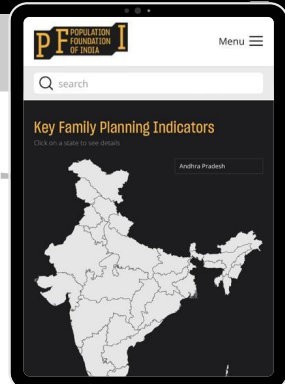 PF POPULATION FOUNDATION OF INDIA I
Menu
search
Key Family Planning Indicators
Click on a state to see details
Andhra Pradesh